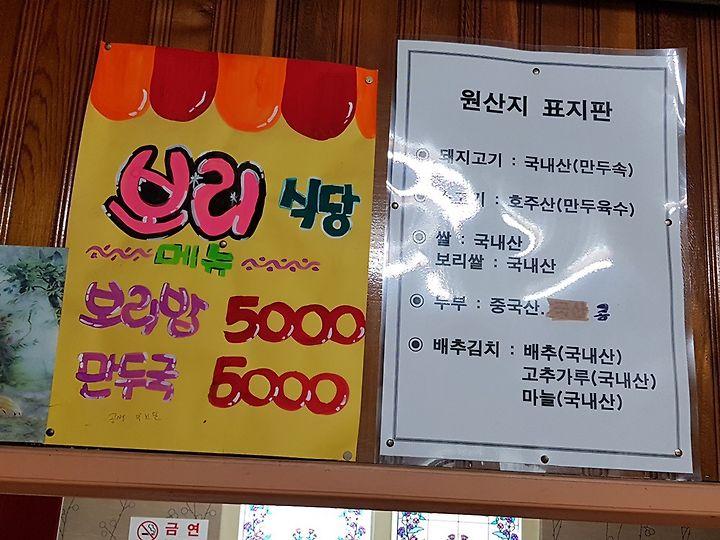 보리 식당
메뉴
보리밥 5000
만두국 5000
원산지 표지판
돼지고기 : 국내산(만두속)
고기 : 호주산(만두육수)
쌀 : 국내산
보리쌀 : 국내산
두부 : 중국산. 콩
배추김치 : 배추(국내산)
고추가루(국내산)
마늘(국내산)
금연